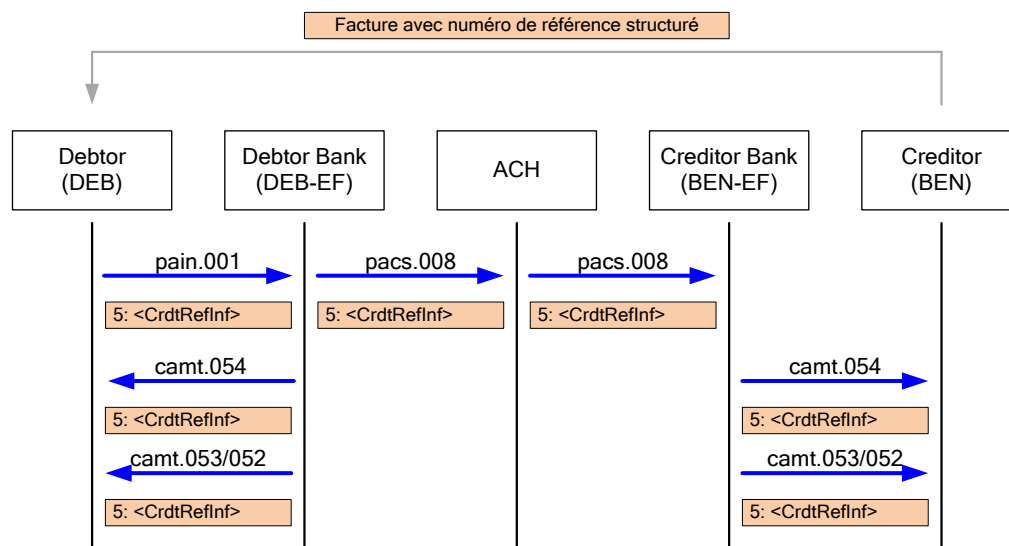 Facture avec numéro de référence structuré
Debtor
(DEB)
Debtor Bank
(DEB-EF)
ACH
Creditor Bank
(BEN-EF)
Creditor
(BEN)
pain.001
pacs.008
pacs.008
5: <CrdtRefInf>
5: <CrdtRefInf>
5: <CrdtRefInf>
camt.054
camt.054
5: <CrdtRefInf>
5: <CrdtRefInf>
camt.053/052
camt.053/052
5: <CrdtRefInf>
5: <CrdtRefInf>